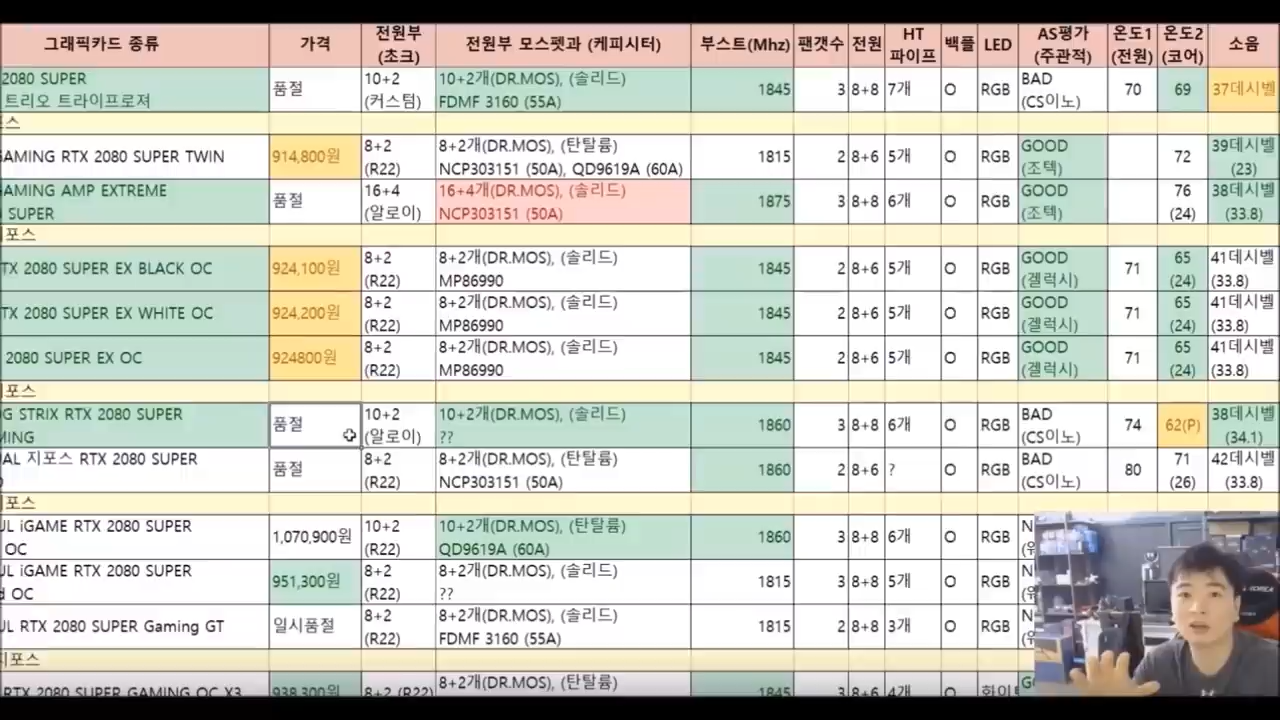 그래픽카드 종류 가격 전원부 (초크) 전원부 모스펫과 (케피시터) 부스트(Mhz) 팬갯수 전원 HT 파이프 백플 LED AS평가 (주관적) 온도1 (전원) 온도2 (코어) 소음
2080 SUPER 트리오 트라이프로져 품절 10+2 (커스텀) 10+2개(DR.MOS), (솔리드) FDMF 3160 (55A) 1845 3 8+8 7개 O RGB BAD (CS이노) 70 69 37데시벨
GAMING RTX 2080 SUPER TWIN 914,800원 8+2 (R22) 8+2개(DR.MOS), (탄탈륨) NCP303151 (50A), QD9619A (60A) 1815 2 8+6 5개 O RGB GOOD (조텍) 72 39데시벨 (23)
GAMING AMP EXTREME SUPER 품절 16+4 (알로이) 16+4개(DR.MOS), (솔리드) NCP303151 (50A) 1875 3 8+8 6개 O RGB GOOD (조텍) 76 (24) 38데시벨 (33.8)
지포스
TX 2080 SUPER EX BLACK OC 924,100원 8+2 (R22) 8+2개(DR.MOS), (솔리드) MP86990 1845 2 8+6 5개 O RGB GOOD (겔럭시) 71 65 (24) 41데시벨 (33.8)
TX 2080 SUPER EX WHITE OC 924,200원 8+2 (R22) 8+2개(DR.MOS), (솔리드) MP86990 1845 2 8+6 5개 O RGB GOOD (겔럭시) 71 65 (24) 41데시벨 (33.8)
2080 SUPER EX OC 924800원 8+2 (R22) 8+2개(DR.MOS), (솔리드) MP86990 1845 2 8+6 5개 O RGB GOOD (겔럭시) 71 65 (24) 41데시벨 (33.8)
지포스
OG STRIX RTX 2080 SUPER MING 품절 10+2 (알로이) 10+2개(DR.MOS), (솔리드) ?? 1860 3 8+8 6개 O RGB BAD (CS이노) 74 62(P) 38데시벨 (34.1)
AL 지포스 RTX 2080 SUPER 품절 8+2 (R22) 8+2개(DR.MOS), (탄탈륨) NCP303151 (50A) 1860 2 8+6 ? O RGB BAD (CS이노) 80 71 (26) 42데시벨 (33.8)
지포스
UL iGAME RTX 2080 SUPER OC 1,070,900원 10+2 (R22) 10+2개(DR.MOS), (탄탈륨) QD9619A (60A) 1860 3 8+8 6개 O RGB
UL iGAME RTX 2080 SUPER d OC 951,300원 8+2 (R22) 8+2개(DR.MOS), (솔리드) ?? 1815 3 8+8 5개 O RGB
UL RTX 2080 SUPER Gaming GT 일시품절 8+2 (R22) 8+2개(DR.MOS), (솔리드) FDMF 3160 (55A) 1815 2 8+8 3개 O RGB
지포스
RTX 2080 SUPER GAMING OC X3 938,300원 8+2 (R22) 8+2개(DR.MOS), (탄탈륨) 1845 3 8+6 4개 O 화이트